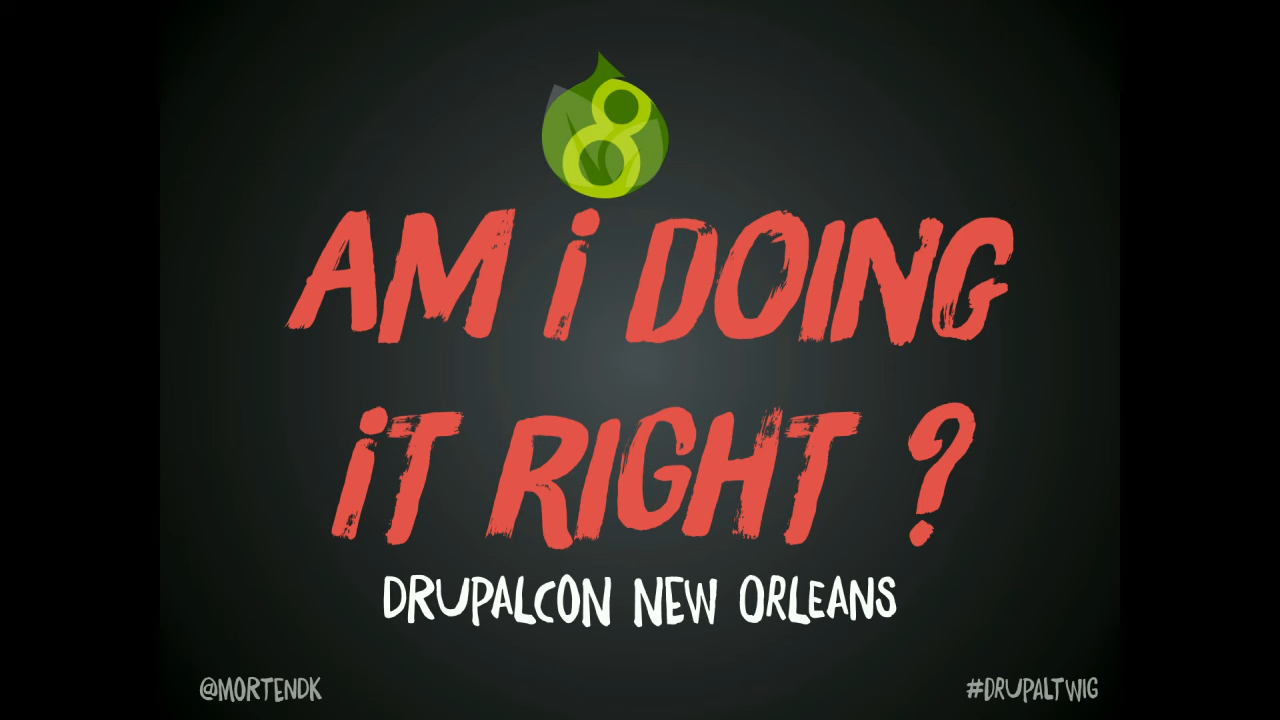 8
AM i DOING
iT RIGHT ?
DRUPALCON NEW ORLEANS
@MORTENDK
#DRUPALTWIG